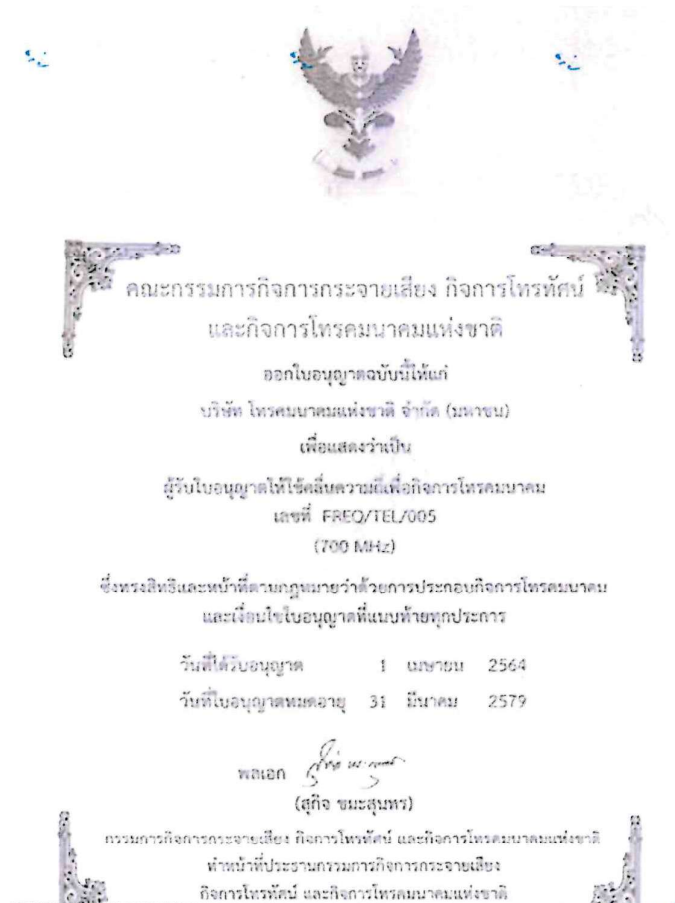 คณะกรรมการกิจการกระจายเสียง กิจการโทรทัศน์
และกิจการโทรคมนาคมแห่งชาติ
ออกใบอนุญาตฉบับนี้ให้แก่
บริษัท โทรคมนาคมแห่งชาติ จำกัด (มหาชน)
เพื่อแสดงว่าเป็น
ผู้รับใบอนุญาตให้ใช้คลื่นความถี่เพื่อกิจการโทรคมนาคม
เลขที่ FREQ/TEL/005
(700 MHz)
ซึ่งทรงสิทธิและหน้าที่ตามกฎหมายว่าด้วยการประกอบกิจการโทรคมนาคม
และเงื่อนไขใบอนุญาตที่แนบท้ายทุกประการ
วันที่ได้รับอนุญาต 1 เมษายน 2564
วันที่ใบอนุญาตหมดอายุ 31 มีนาคม 2579
พลเอก
(สุกิจ ขมะสุนทร)
กรรมการกิจการกระจายเสียง กิจการโทรทัศน์ และกิจการโทรคมนาคมแห่งชาติ
ทำหน้าที่ประธานกรรมการกิจการกระจายเสียง
กิจการโทรทัศน์ และกิจการโทรคมนาคมแห่งชาติ